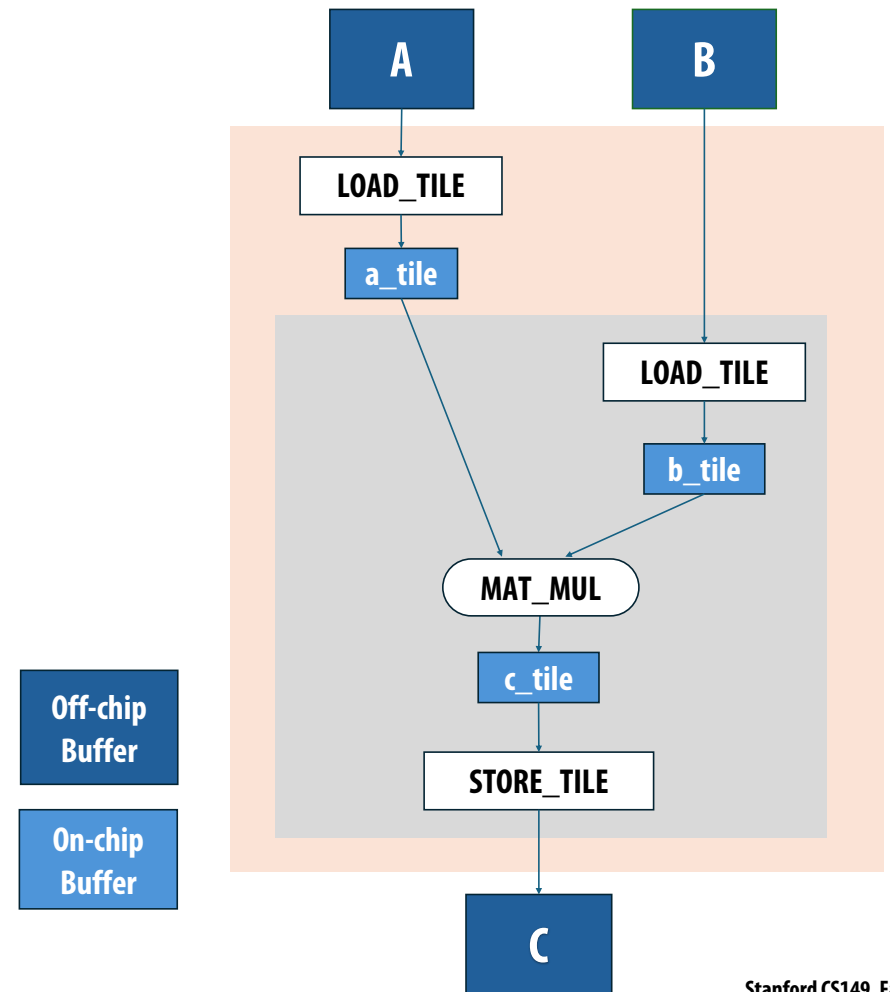 A
B
LOAD_TILE
a_tile
LOAD_TILE
b_tile
MAT_MUL
c_tile
STORE_TILE
Off-chip
Buffer
On-chip
Buffer
C
Stanford CS149, F